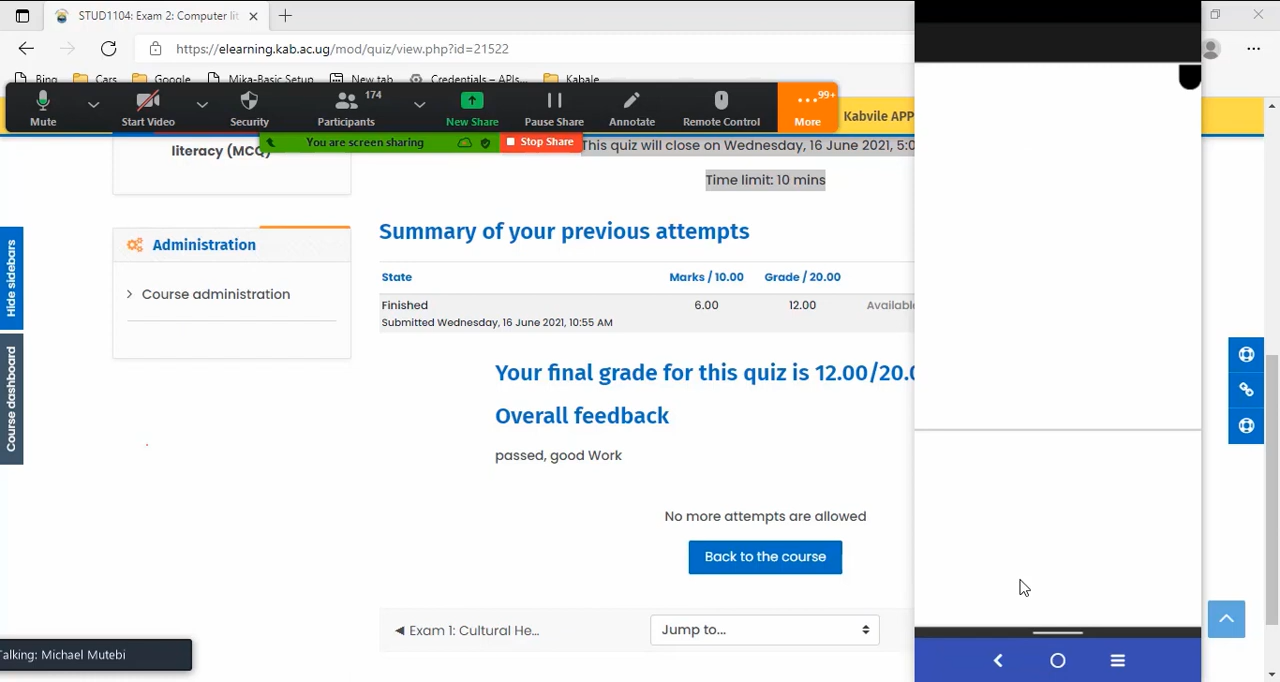 STUD1104: Exam 2: Computer lit
https://elearning.kab.ac.ug/mod/quiz/view.php?id=21522
Bing Cars Google Mika-Basic Setup New tab Credentials – APIs... Kabale
Mute Start Video Security Participants 174 New Share Pause Share Annotate Remote Control More 99+
Kabvile APP
You are screen sharing Stop Share
literacy (MCQ)
This quiz will close on Wednesday, 16 June 2021, 5:0
Time limit: 10 mins
Hide sidebars
Course dashboard
Administration
Course administration
Summary of your previous attempts
State Marks / 10.00 Grade / 20.00
Finished 6.00 12.00 Availabl
Submitted Wednesday, 16 June 2021, 10:55 AM
Your final grade for this quiz is 12.00/20.0
Overall feedback
passed, good Work
No more attempts are allowed
Back to the course
◄ Exam 1: Cultural He...
Jump to...
Talking: Michael Mutebi